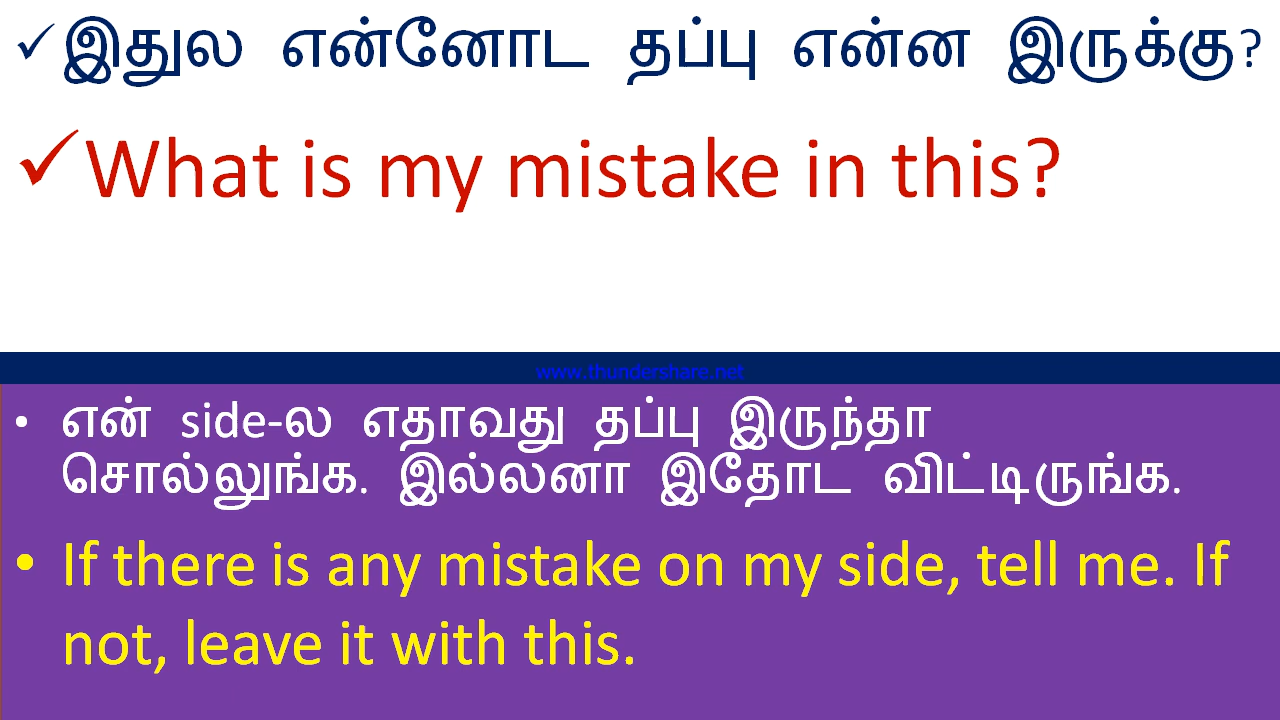 ✓இதுல என்னோட தப்பு என்ன இருக்கு?
✓What is my mistake in this?
www.thundershare.net
• என் side-ல எதாவது தப்பு இருந்தா
சொல்லுங்க. இல்லனா இதோட விட்டிருங்க.
• If there is any mistake on my side, tell me. If
not, leave it with this.